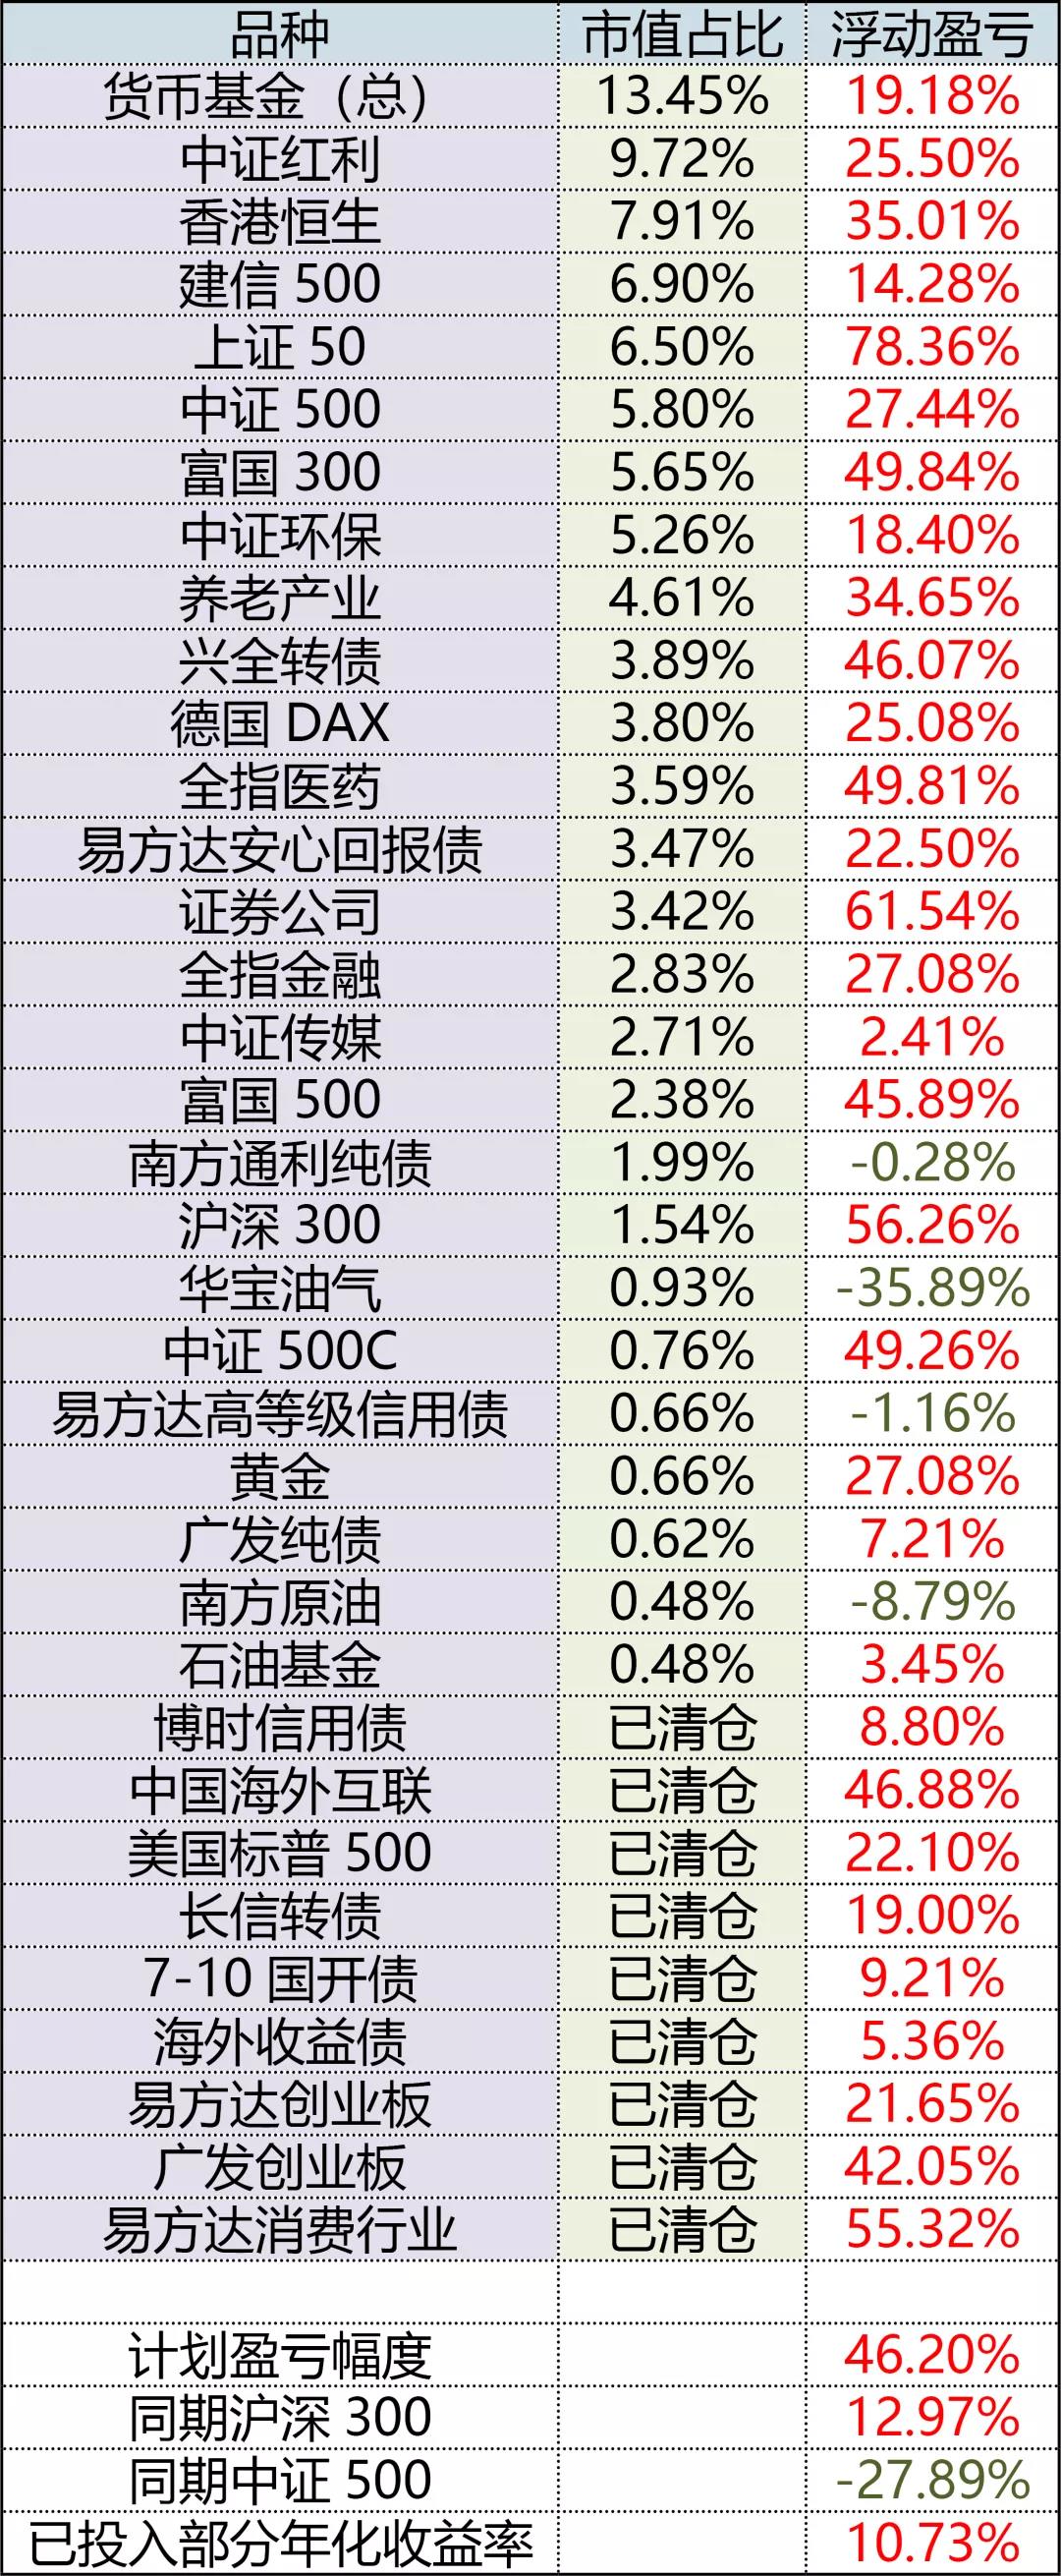 品种 市值占比 浮动盈亏
货币基金（总） 13.45% 19.18%
中证红利 9.72% 25.50%
香港恒生 7.91% 35.01%
建信 500 6.90% 14.28%
上证 50 6.50% 78.36%
中证 500 5.80% 27.44%
富国 300 5.65% 49.84%
中证环保 5.26% 18.40%
养老产业 4.61% 34.65%
兴全转债 3.89% 46.07%
德国 DAX 3.80% 25.08%
全指医药 3.59% 49.81%
易方达安心回报债 3.47% 22.50%
证券公司 3.42% 61.54%
全指金融 2.83% 27.08%
中证传媒 2.71% 2.41%
富国 500 2.38% 45.89%
南方通利纯债 1.99% -0.28%
沪深 300 1.54% 56.26%
华宝油气 0.93% -35.89%
中证 500C 0.76% 49.26%
易方达高等级信用债 0.66% -1.16%
黄金 0.66% 27.08%
广发纯债 0.62% 7.21%
南方原油 0.48% -8.79%
石油基金 0.48% 3.45%
博时信用债 已清仓 8.80%
中国海外互联 已清仓 46.88%
美国标普 500 已清仓 22.10%
长信转债 已清仓 19.00%
7-10 国开债 已清仓 9.21%
海外收益债 已清仓 5.36%
易方达创业板 已清仓 21.65%
广发创业板 已清仓 42.05%
易方达消费行业 已清仓 55.32%
计划盈亏幅度 46.20%
同期沪深 300 12.97%
同期中证 500 -27.89%
已投入部分年化收益率 10.73%